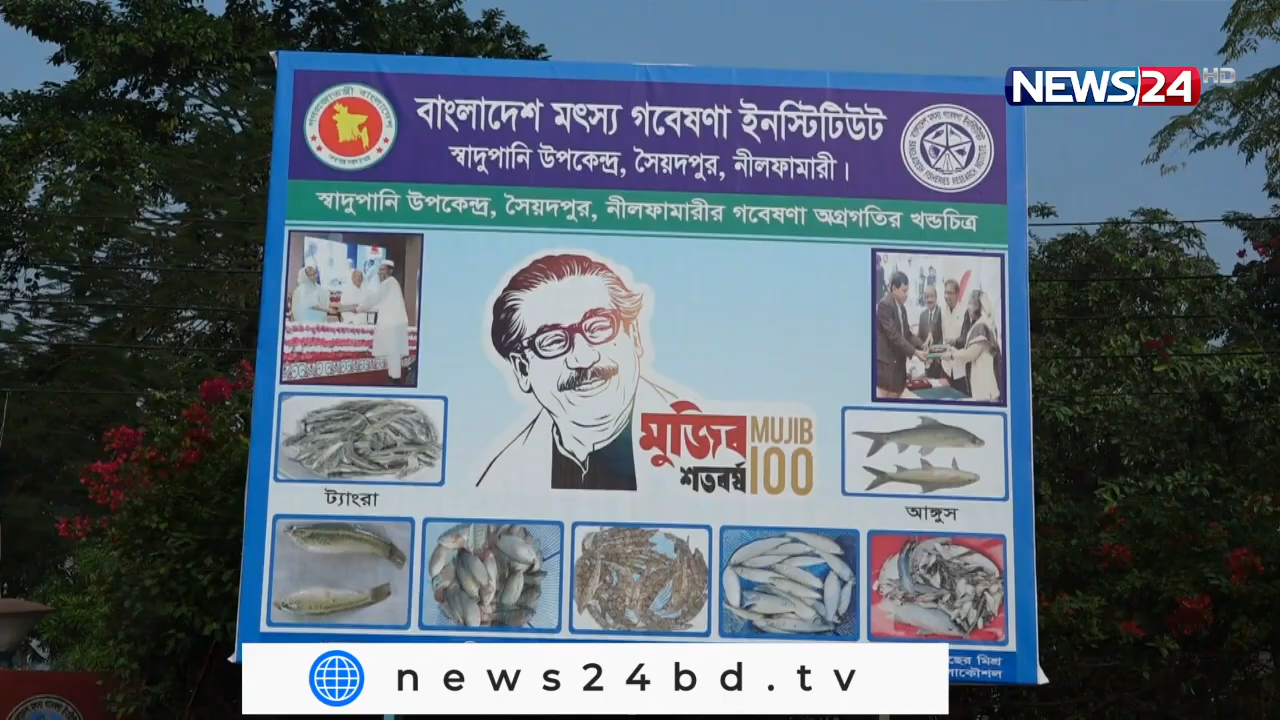 NEWS24 HD
বাংলাদেশ মৎস্য গবেষণা ইনস্টিটিউট
স্বাদুপানি উপকেন্দ্র, সৈয়দপুর, নীলফামারী।
স্বাদুপানি উপকেন্দ্র, সৈয়দপুর, নীলফামারীর গবেষণা অগ্রগতির খন্ডচিত্র
মুজিব MUJIB
শতবর্ষ 100
ট্যাংরা
আঙ্গুস
মিশ্র
news24bd.tv